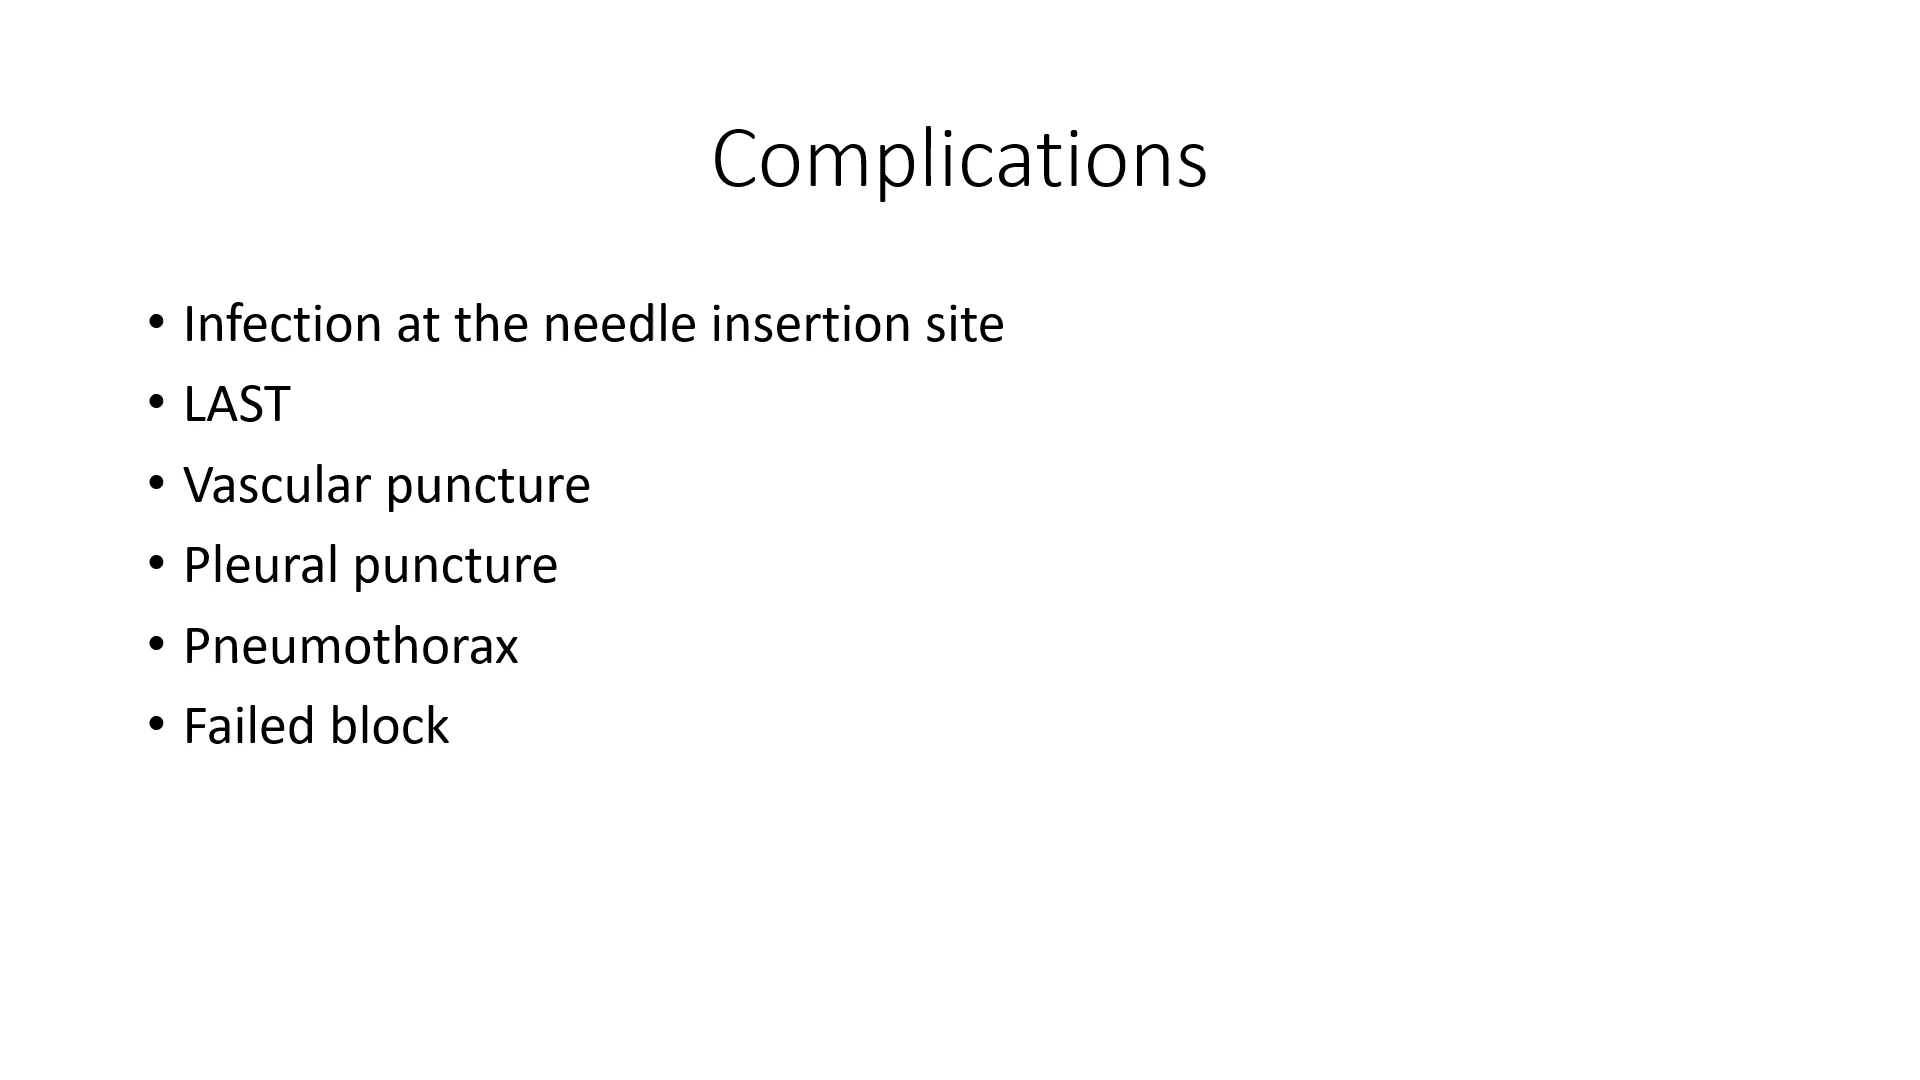 Complications
• Infection at the needle insertion site
• LAST
• Vascular puncture
• Pleural puncture
• Pneumothorax
• Failed block